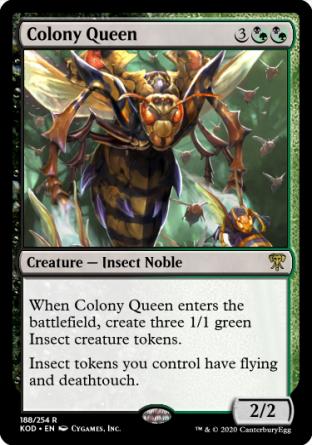 Colony Queen 3
Creature — Insect Noble
When Colony Queen enters the
battlefield, create three 1/1 green
Insect creature tokens.
Insect tokens you control have flying
and deathtouch.
2/2
188/254 R
KOD • EN CYGAMES, INC.
™ & © 2020 CanterburyEgg